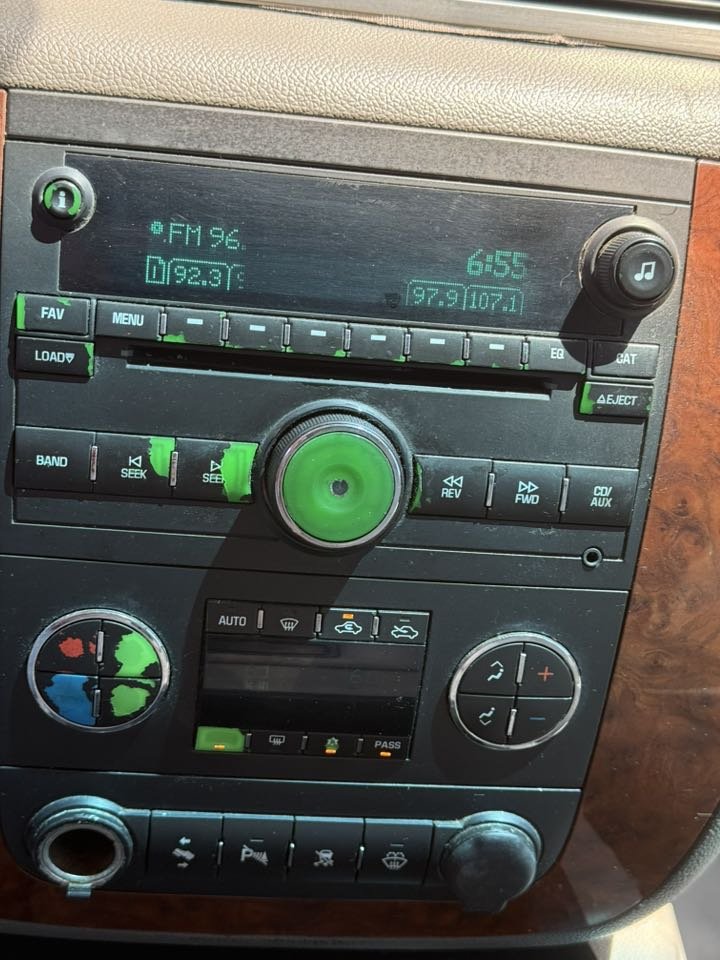 i
FM 96.
6:55
92.3
97.9 107.1
FAV
MENU
EQ
CAT
LOAD
EJECT
BAND
SEEK
SEEK
REV
FWD
CD/
AUX
AUTO
PASS
P